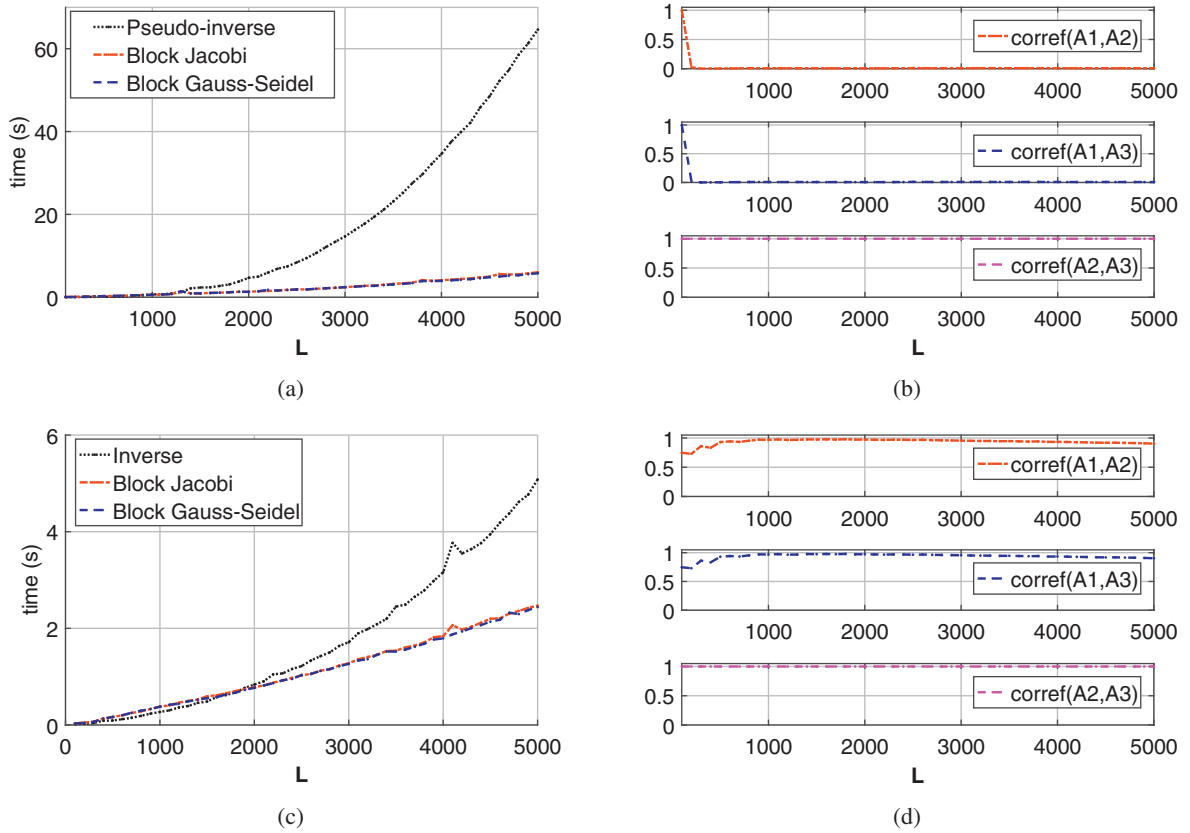 Pseudo-inverse
Block Jacobi
Block Gauss-Seidel
60
40
20
0
time (s)
1000 2000 3000 4000 5000
L
(a)
1
0.5
0
corref(A1,A2)
1000 2000 3000 4000 5000
1
0.5
0
corref(A1,A3)
1000 2000 3000 4000 5000
1
0.5
0
corref(A2,A3)
1000 2000 3000 4000 5000
L
(b)
6
4
2
0
time (s)
Inverse
Block Jacobi
Block Gauss-Seidel
0 1000 2000 3000 4000 5000
L
(c)
1
0.5
0
corref(A1,A2)
1000 2000 3000 4000 5000
1
0.5
0
corref(A1,A3)
1000 2000 3000 4000 5000
1
0.5
0
corref(A2,A3)
1000 2000 3000 4000 5000
L
(d)